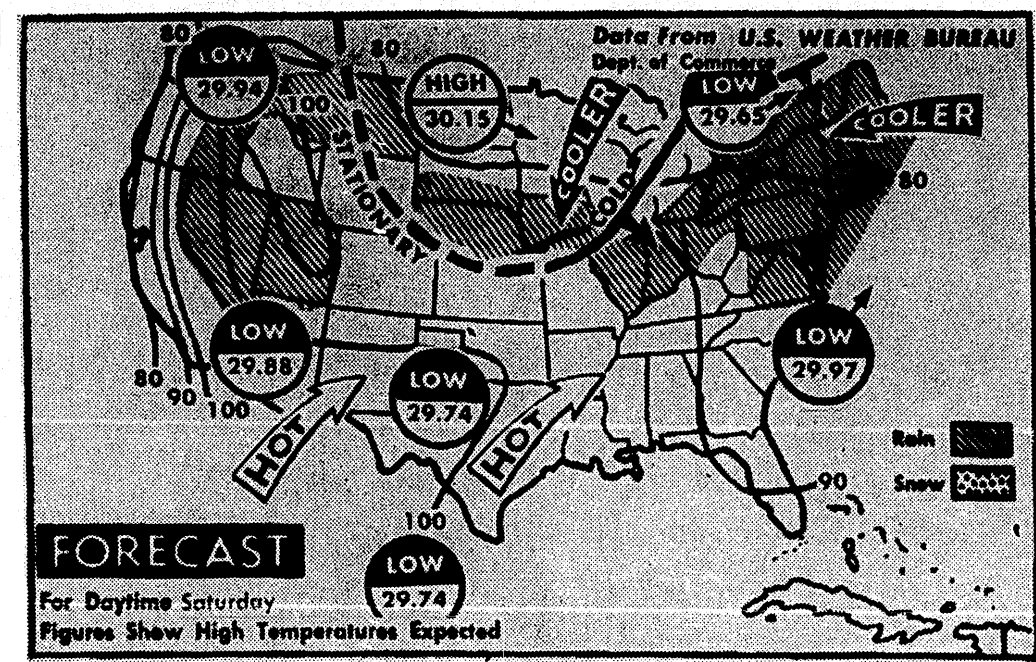 Data From U.S. WEATHER BUREAU
Dept. of Commerce
80
LOW
29.94
100
80
HIGH
30.15
LOW
29.65
COOLER
COOLER
COLD
STATIONARY
80
LOW
29.88
LOW
29.74
LOW
29.97
80
90
100
HOT
HOT
Rain
Snow
90
100
LOW
29.74
FORECAST
For Daytime Saturday
Figures Show High Temperatures Expected